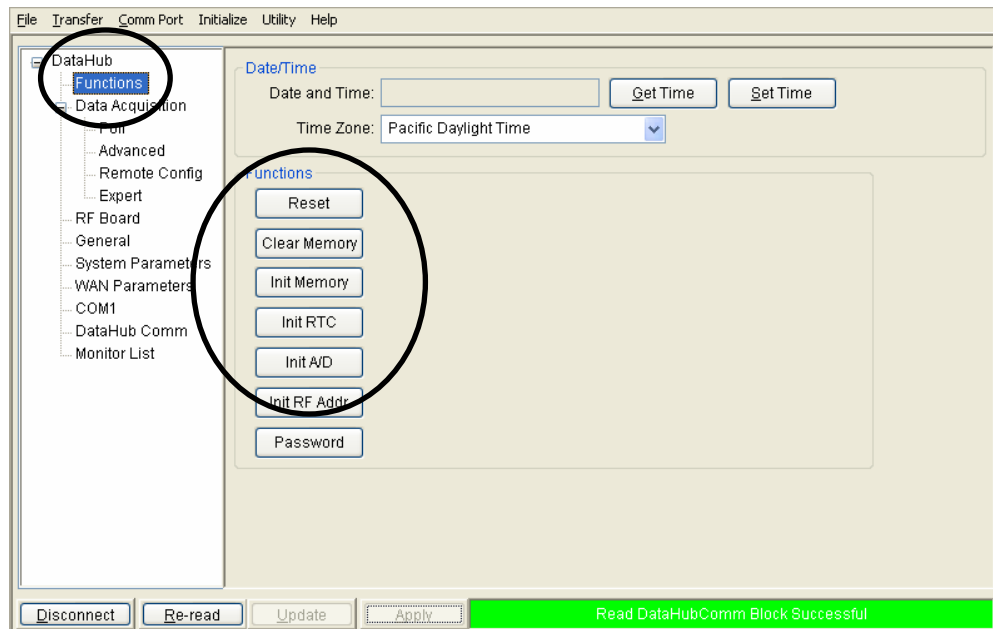 File Transfer Comm Port Initialize Utility Help
DataHub
Functions
Data Acquisition
Poll
Advanced
Remote Config
Expert
RF Board
General
System Parameters
WAN Parameters
COM1
DataHub Comm
Monitor List
Date/Time
Date and Time: Get Time Set Time
Time Zone: Pacific Daylight Time
Functions
Reset
Clear Memory
Init Memory
Init RTC
Init A/D
Init RF Addr
Password
Disconnect Re-read Update Apply Read DataHubComm Block Successful